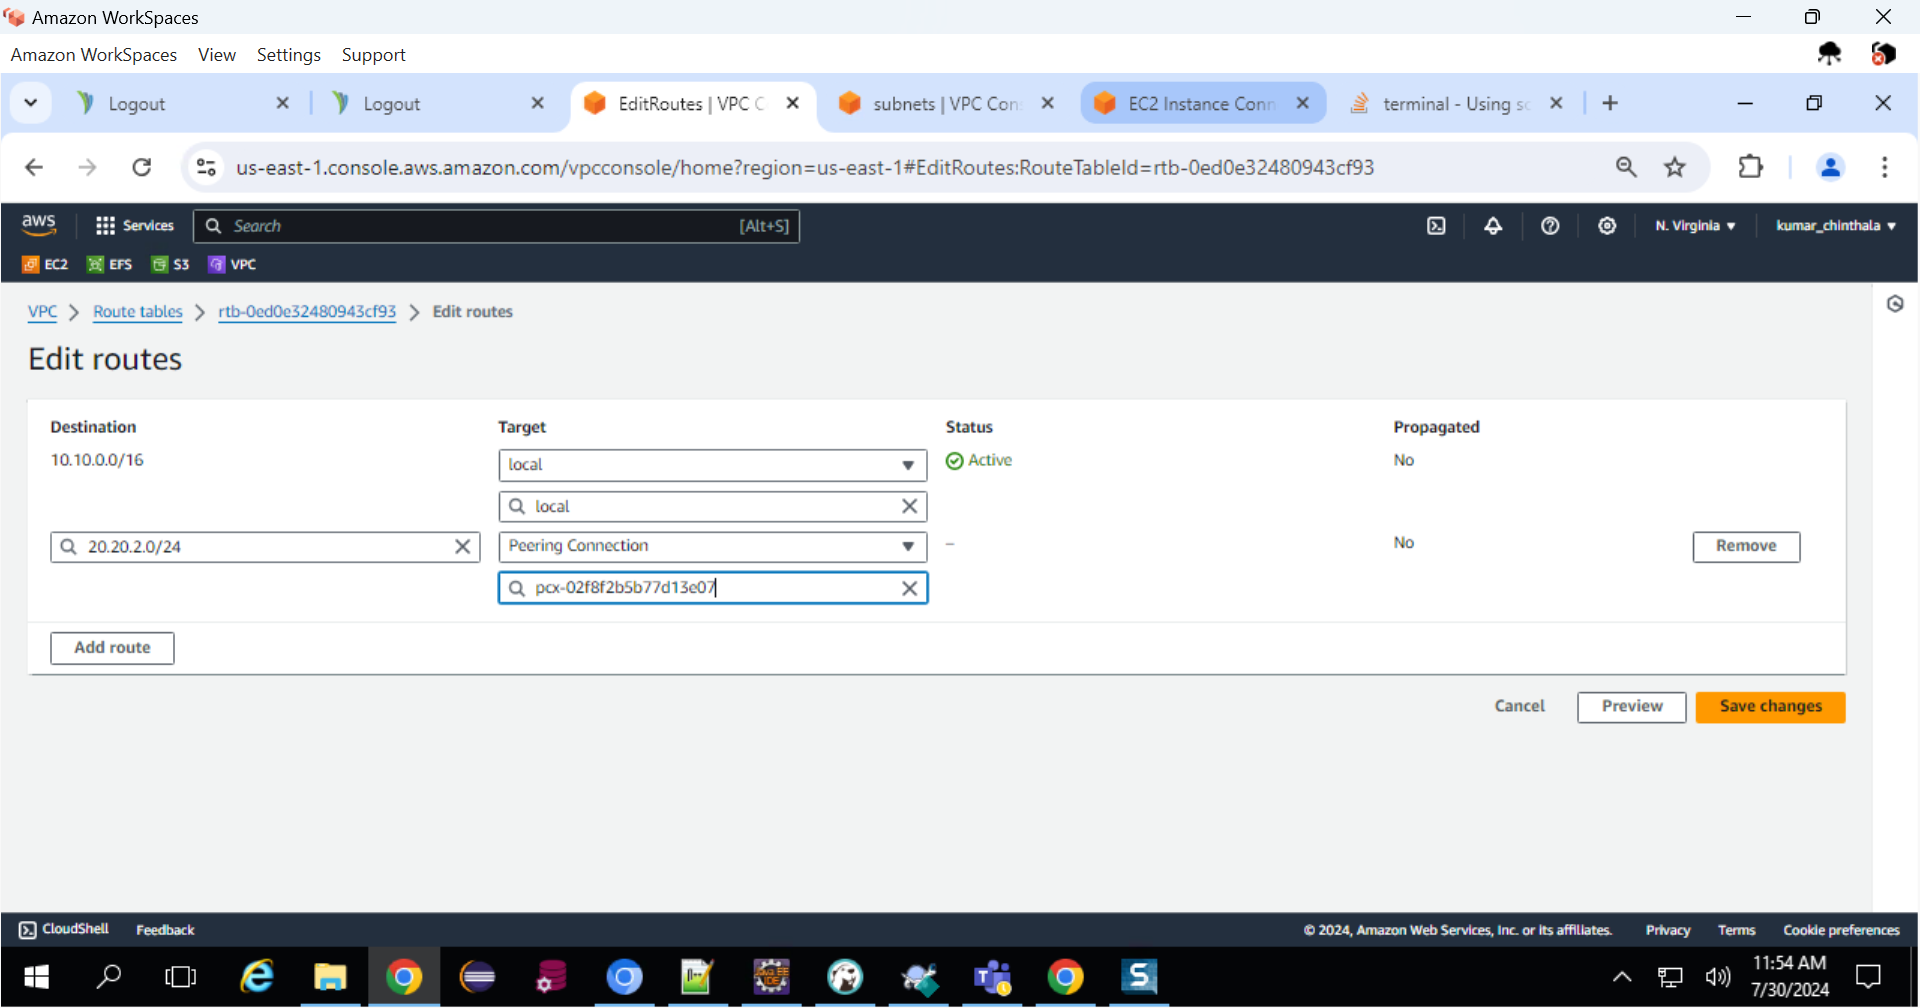 Amazon WorkSpaces
Amazon WorkSpaces View Settings Support
Logout Logout EditRoutes | VPC C subnets | VPC Con EC2 Instance Conn terminal - Using sc
us-east-1.console.aws.amazon.com/vpcconsole/home?region=us-east-1#EditRoutes:RouteTableId=rtb-0ed0e32480943cf93
aws Services Search [Alt+S] N. Virginia kumar_chinthala
EC2 EFS S3 VPC
VPC > Route tables > rtb-0ed0e32480943cf93 > Edit routes
Edit routes
Destination Target Status Propagated
10.10.0.0/16 local Active No
local
20.20.2.0/24 Peering Connection – No Remove
pcx-02f8f2b5b77d13e07
Add route
Cancel Preview Save changes
CloudShell Feedback © 2024, Amazon Web Services, Inc. or its affiliates. Privacy Terms Cookie preferences
11:54 AM
7/30/2024